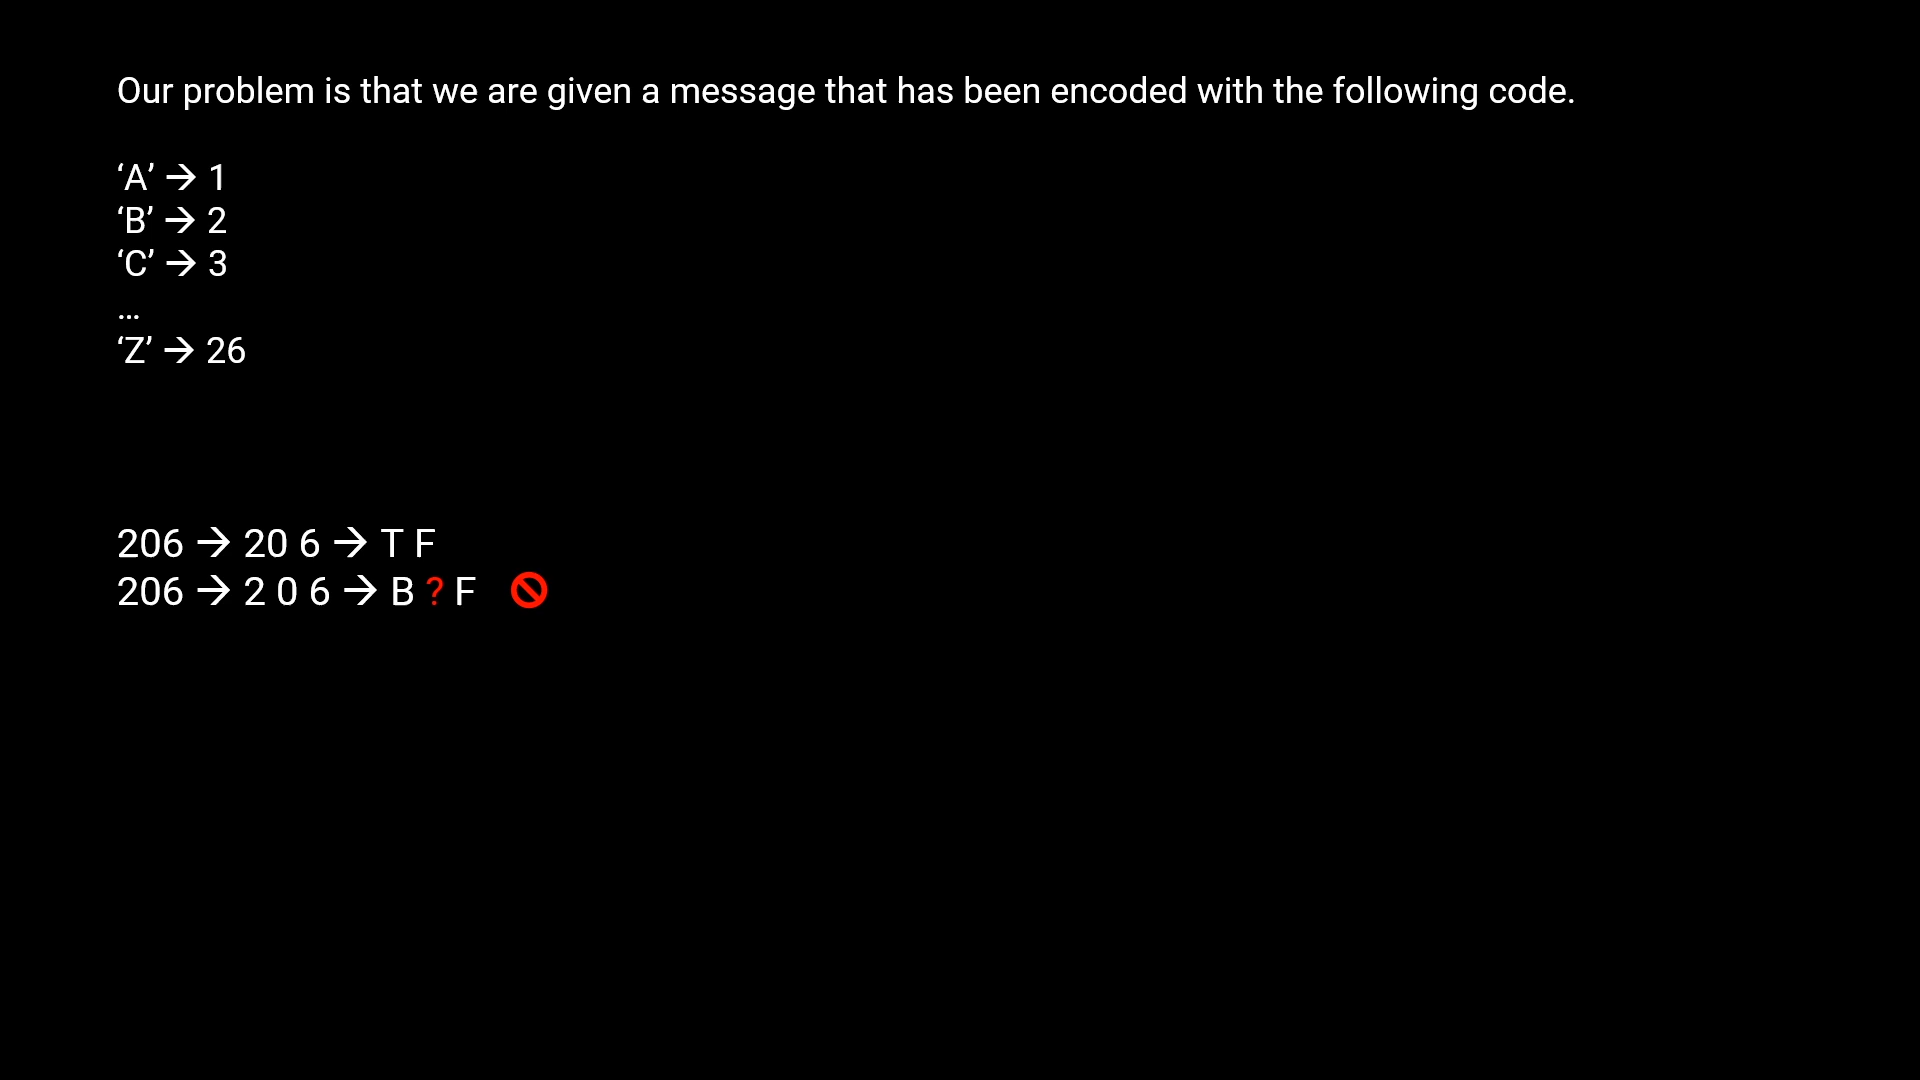 Our problem is that we are given a message that has been encoded with the following code.
‘A’ → 1
‘B’ → 2
‘C’ → 3
...
‘Z’ → 26
206 → 20 6 → T F
206 → 2 0 6 → B ? F